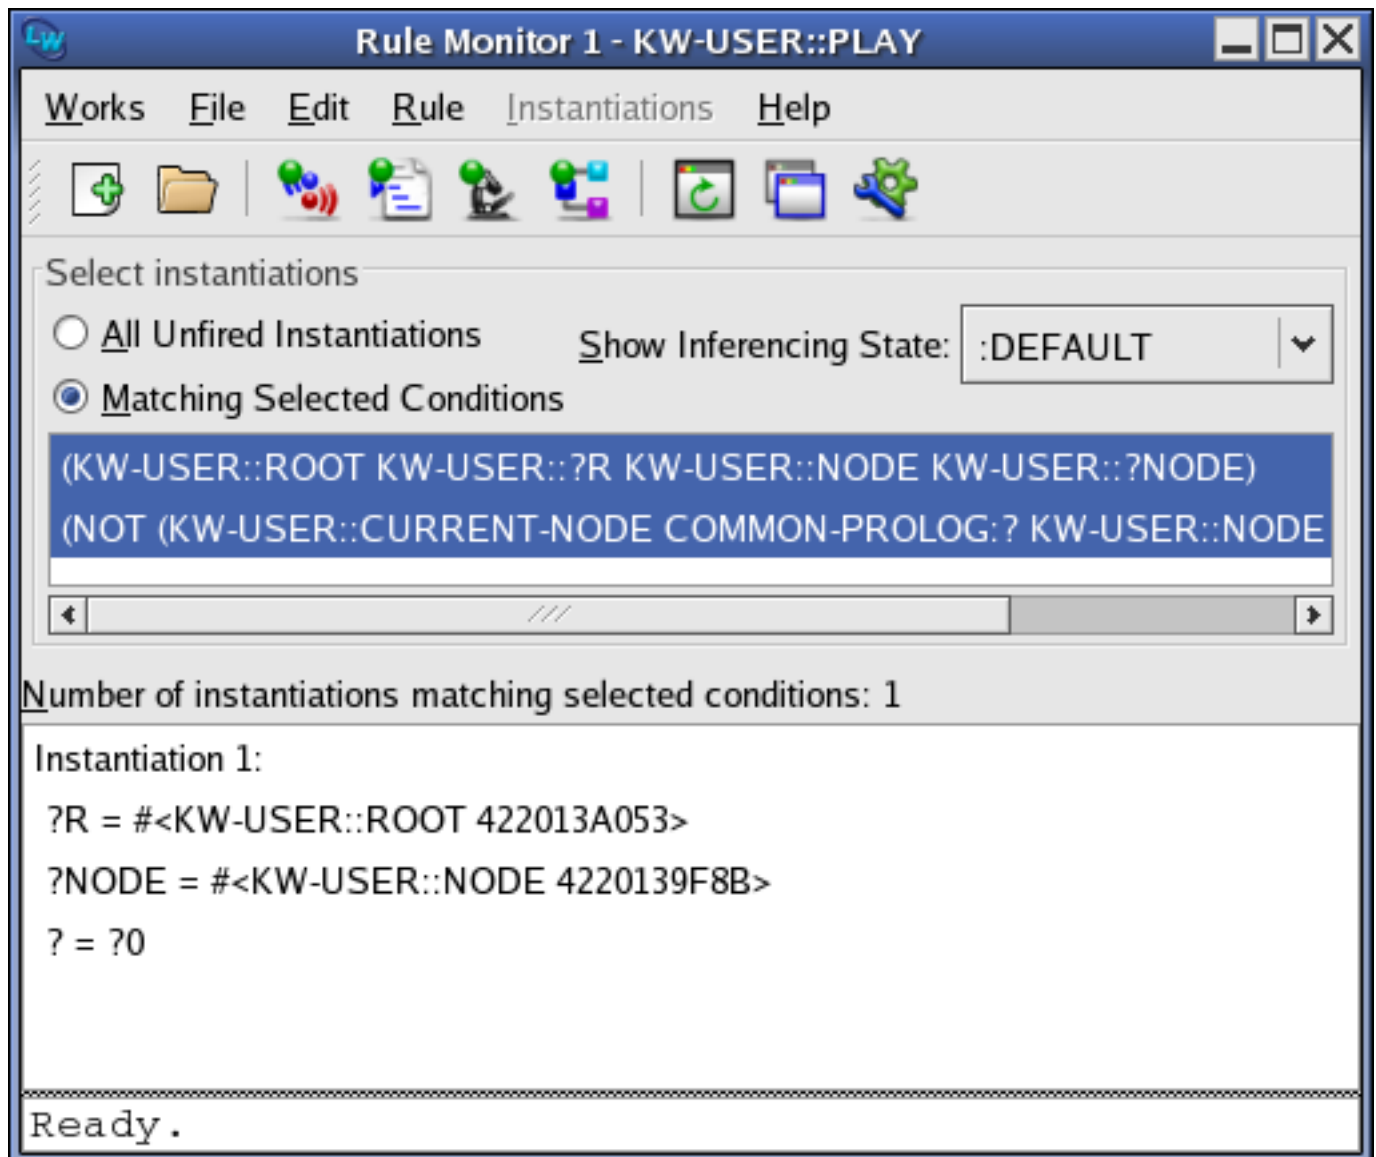 LW
Rule Monitor 1 - KW-USER::PLAY
Works File Edit Rule Instantiations Help
Select instantiations
All Unfired Instantiations
Show Inferencing State: :DEFAULT
Matching Selected Conditions
(KW-USER::ROOT KW-USER::?R KW-USER::NODE KW-USER::?NODE)
(NOT (KW-USER::CURRENT-NODE COMMON-PROLOG:? KW-USER::NODE
Number of instantiations matching selected conditions: 1
Instantiation 1:
?R = #<KW-USER::ROOT 422013A053>
?NODE = #<KW-USER::NODE 4220139F8B>
? = ?0
Ready.